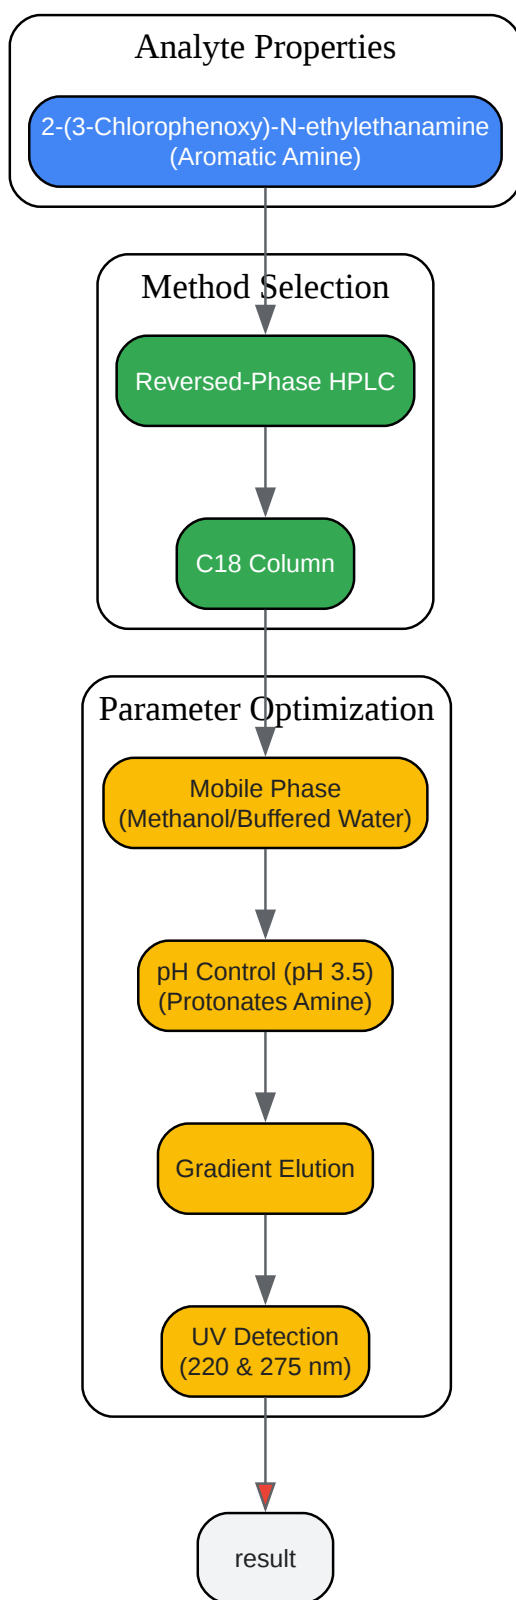 Analyte Properties
2-(3-Chlorophenoxy)-N-ethylethanamine
(Aromatic Amine)
Method Selection
Reversed-Phase HPLC
C18 Column
Parameter Optimization
Mobile Phase
(Methanol/Buffered Water)
pH Control (pH 3.5)
(Protonates Amine)
Gradient Elution
UV Detection
(220 & 275 nm)
result